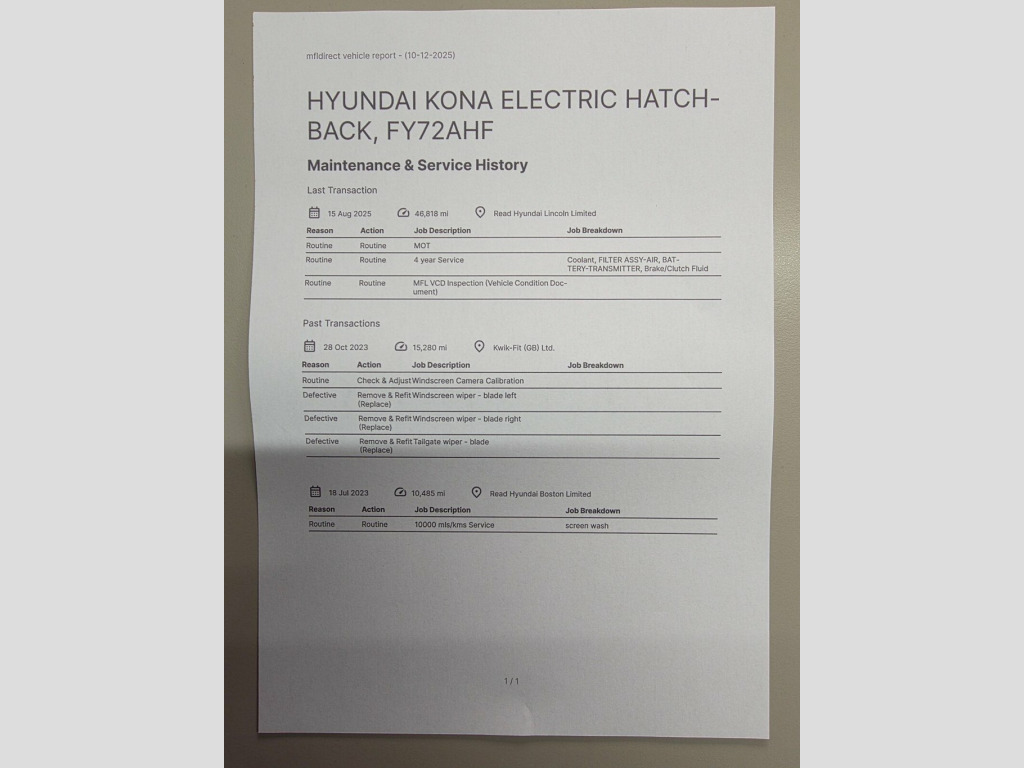 mfldirect vehicle report - (10-12-2025)
HYUNDAI KONA ELECTRIC HATCH-
BACK, FY72AHF
Maintenance & Service History
Last Transaction
15 Aug 2025 46,818 mi Read Hyundai Lincoln Limited
Reason Action Job Description Job Breakdown
Routine Routine MOT
Routine Routine 4 year Service Coolant, FILTER ASSY-AIR, BAT-
TERY-TRANSMITTER, Brake/Clutch Fluid
Routine Routine MFL VCD Inspection (Vehicle Condition Doc-
ument)
Past Transactions
28 Oct 2023 15,280 mi Kwik-Fit (GB) Ltd.
Reason Action Job Description Job Breakdown
Routine Check & Adjust Windscreen Camera Calibration
Defective Remove & Refit Windscreen wiper - blade left
(Replace)
Defective Remove & Refit Windscreen wiper - blade right
(Replace)
Defective Remove & Refit Tailgate wiper - blade
(Replace)
18 Jul 2023 10,485 mi Read Hyundai Boston Limited
Reason Action Job Description Job Breakdown
Routine Routine 10000 mls/kms Service screen wash
1 / 1